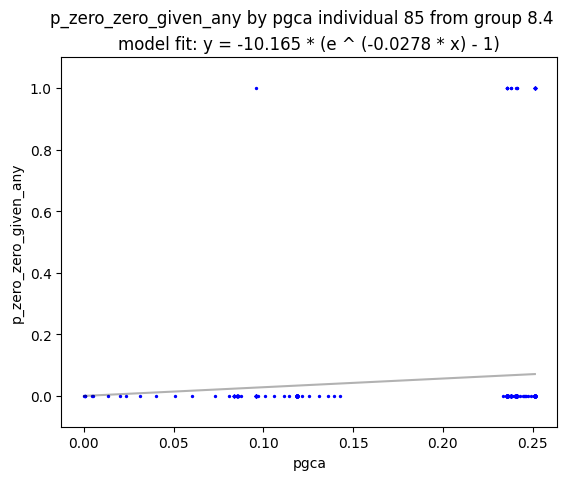 p_zero_zero_given_any by pgca individual 85 from group 8.4
model fit: y = -10.165 * (e ^ (-0.0278 * x) - 1)
p_zero_zero_given_any
1.0
0.8
0.6
0.4
0.2
0.0
0.00 0.05 0.10 0.15 0.20 0.25
pgca